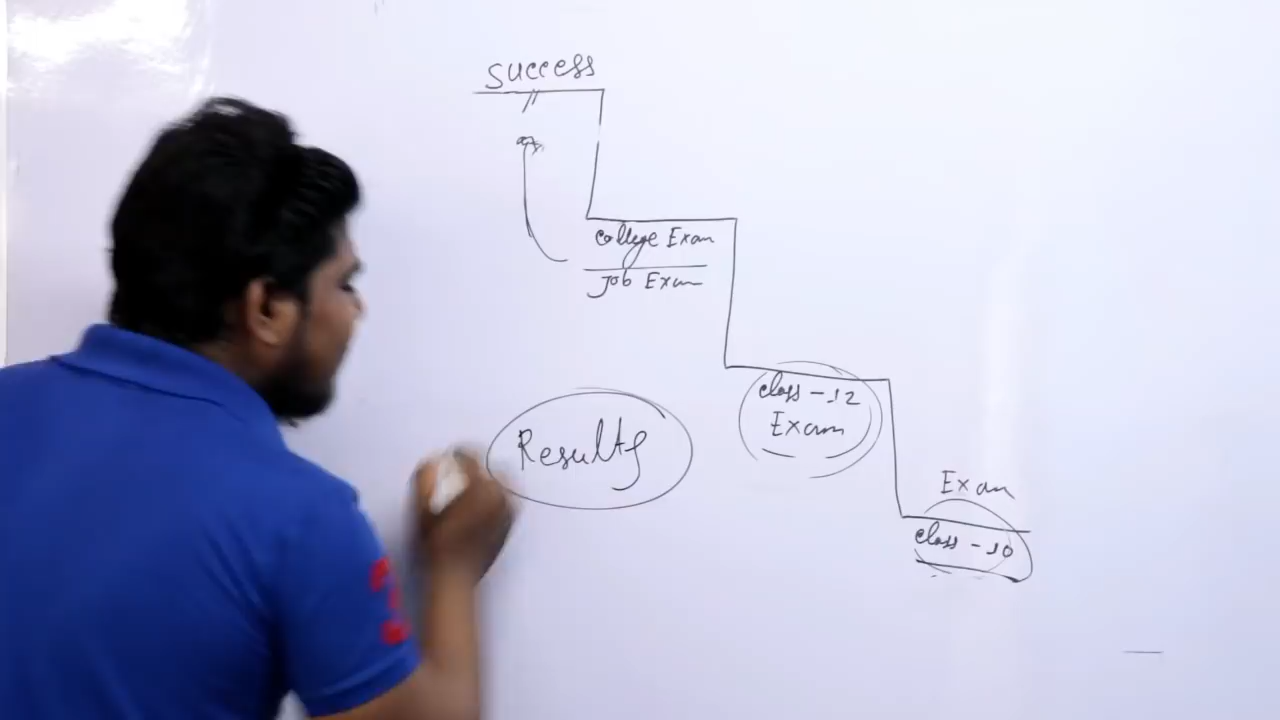 success
college Exam
Job Exam
class - 12
Exam
Results
Exam
class - 10